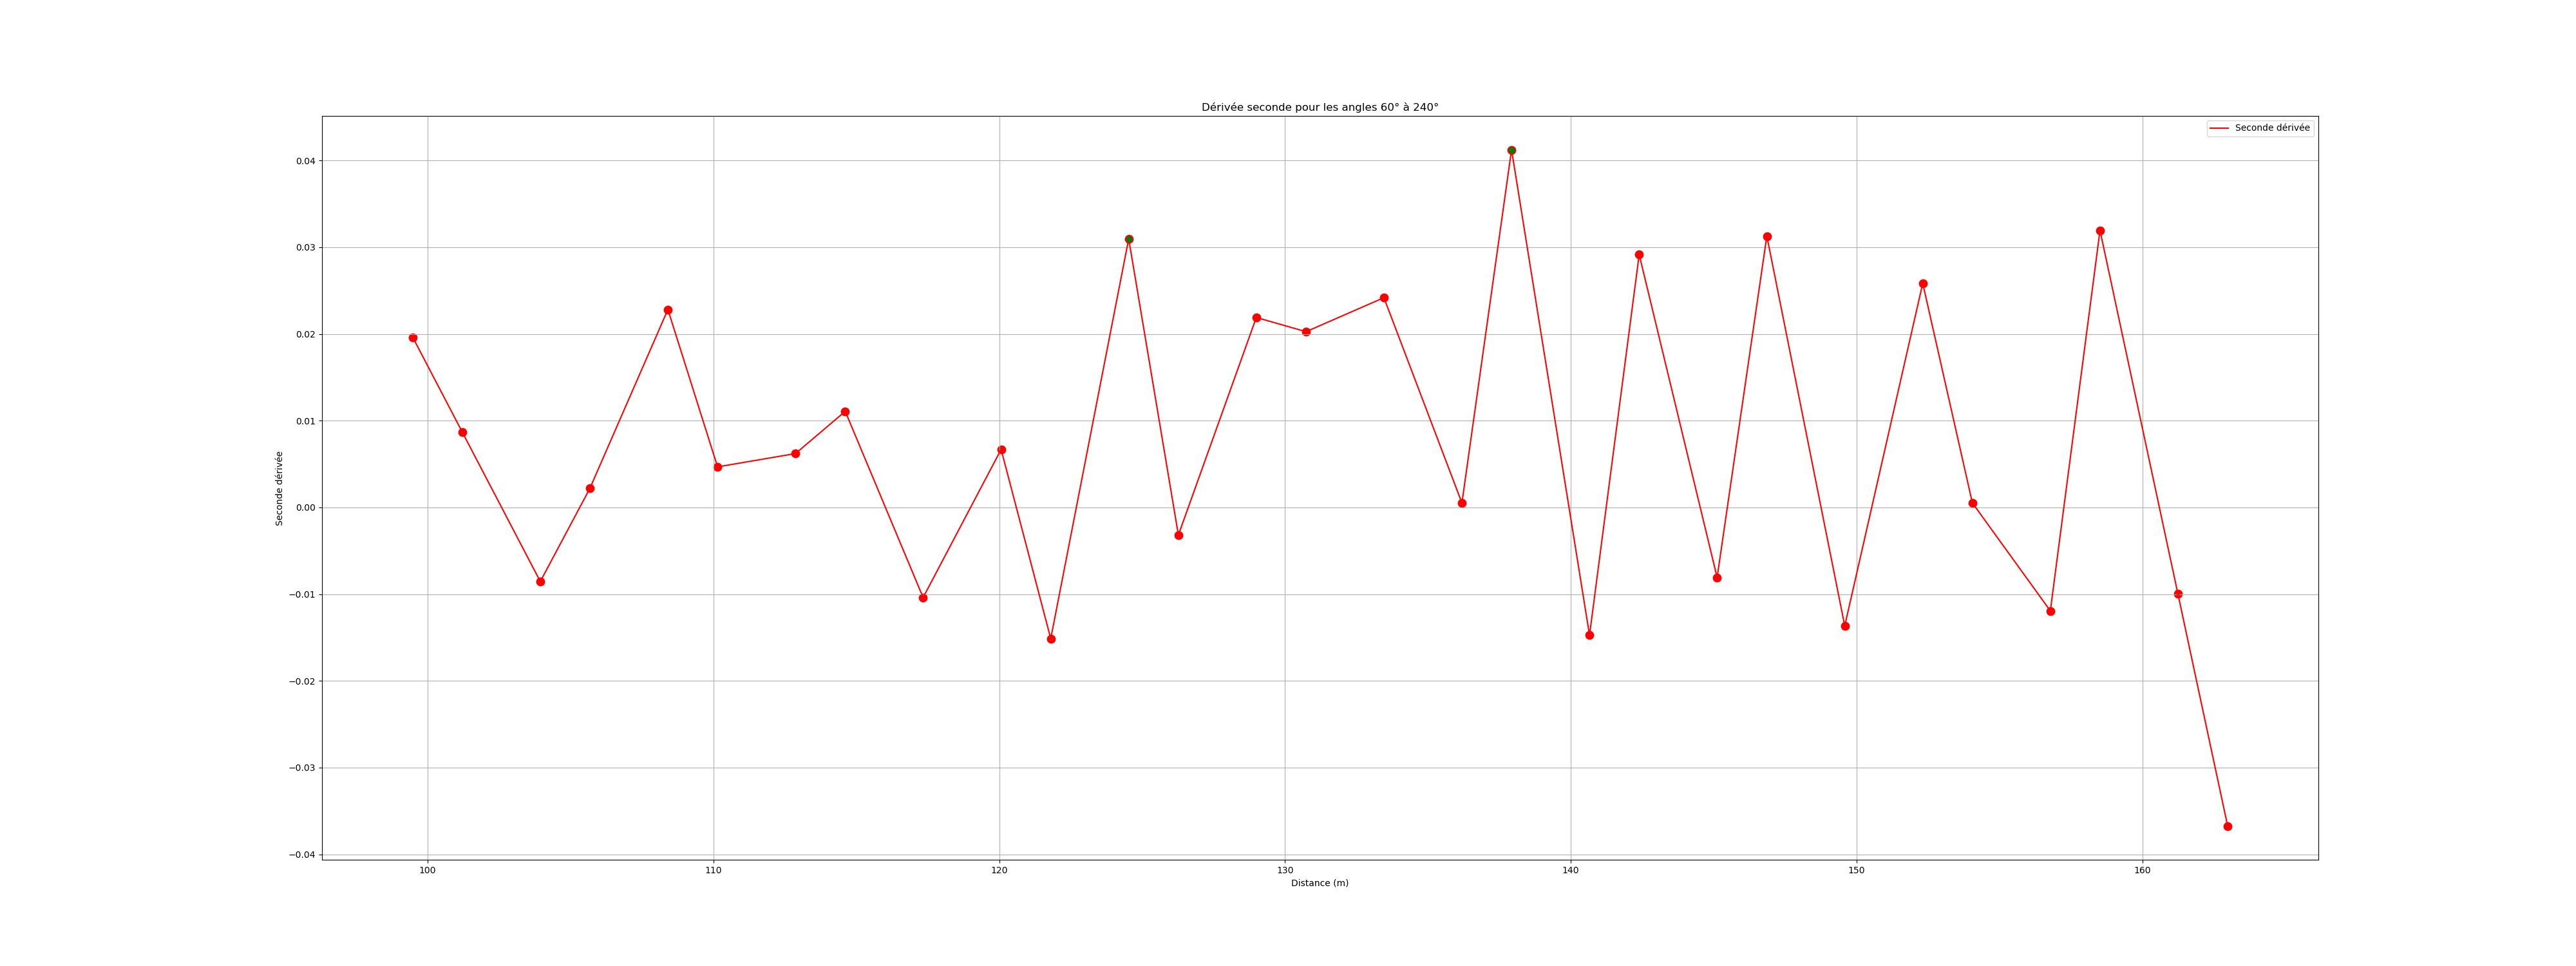 Dérivée seconde pour les angles 60° à 240°
Seconde dérivée
0.04
0.03
0.02
0.01
0.00
−0.01
−0.02
−0.03
−0.04
Seconde dérivée
100 110 120 130 140 150 160
Distance (m)